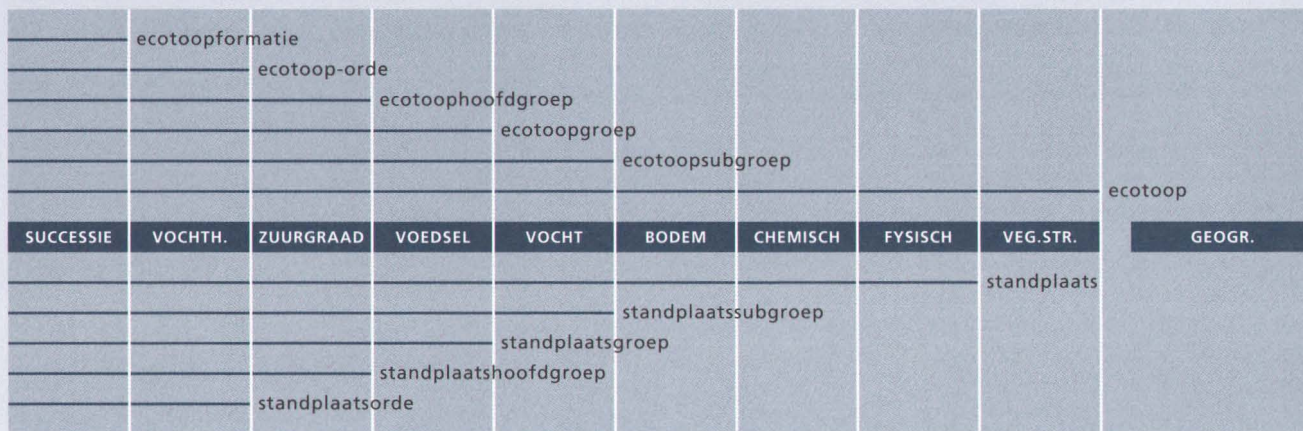 ecotoopformatie
ecotoop-orde
ecotoophoofdgroep
ecotoopgroep
ecotoopsubgroep
ecotoop
SUCCESSIE VOCHTH. ZUURGRAAD VOEDSEL VOCHT BODEM CHEMISCH FYSISCH VEG.STR. GEOGR.
standplaats
standplaatssubgroep
standplaatsgroep
standplaatshoofdgroep
standplaatsorde